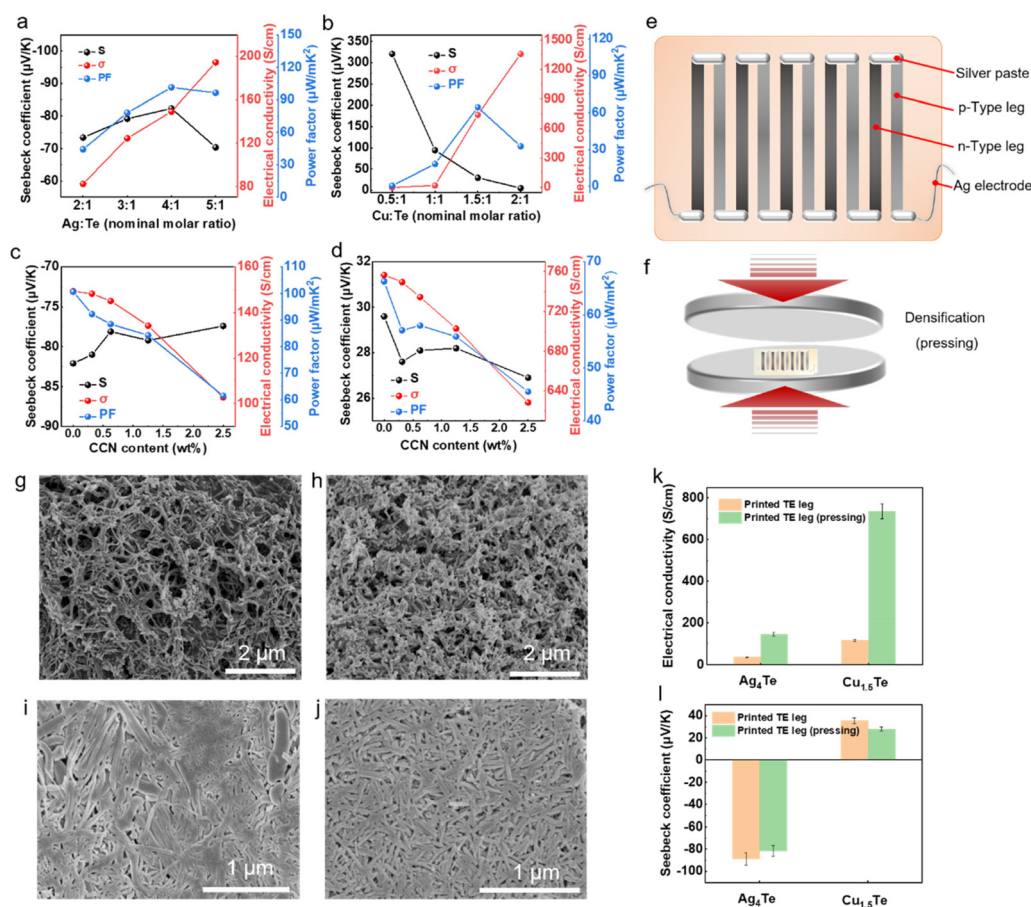 a
Seebeck coefficient (µV/K)
-100
-90
-80
-70
-60
S
σ
PF
2:1 3:1 4:1 5:1
Ag:Te (nominal molar ratio)
200
160
120
80
Electrical conductivity (S/cm)
150
120
90
60
30
0
Power factor (µW/mK²)
b
Seebeck coefficient (µV/K)
350
300
250
200
150
100
50
0
S
σ
PF
0.5:1 1:1 1.5:1 2:1
Cu:Te (nominal molar ratio)
1500
1200
900
600
300
0
Electrical conductivity (S/cm)
120
90
60
30
0
Power factor (µW/mK²)
c
Seebeck coefficient (µV/K)
-70
-75
-80
-85
-90
S
σ
PF
0.0 0.5 1.0 1.5 2.0 2.5
CCN content (wt%)
160
140
120
100
Electrical conductivity (S/cm)
110
100
90
80
70
60
50
Power factor (µW/mK²)
d
Seebeck coefficient (µV/K)
32
30
28
26
S
σ
PF
0.0 0.5 1.0 1.5 2.0 2.5
CCN content (wt%)
760
720
680
640
Electrical conductivity (S/cm)
70
60
50
40
Power factor (µW/mK²)
e
Silver paste
p-Type leg
n-Type leg
Ag electrode
f
Densification
(pressing)
g
2 µm
h
2 µm
i
1 µm
j
1 µm
k
Electrical conductivity (S/cm)
800
600
400
200
0
Printed TE leg
Printed TE leg (pressing)
Ag₄Te Cu₁.₅Te
l
Seebeck coefficient (µV/K)
40
20
0
-20
-40
-60
-80
-100
Printed TE leg
Printed TE leg (pressing)
Ag₄Te Cu₁.₅Te